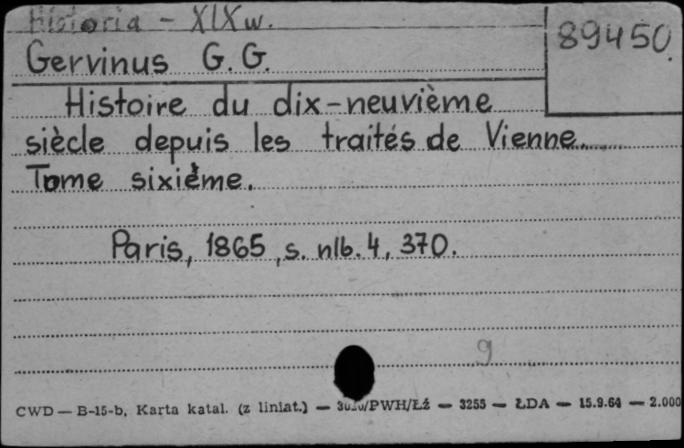 Historia - XIX w.
89450
Gervinus G. G.
Histoire du dix-neuvième
siècle depuis les traités de Vienne.
Tome sixième.
Paris, 1865, s. nlb. 4, 370.
9
CWD — B-15-b, Karta katal. (z liniat.) — /PWH/Łź — 3255 — ŁDA — 15.9.64 — 2.000